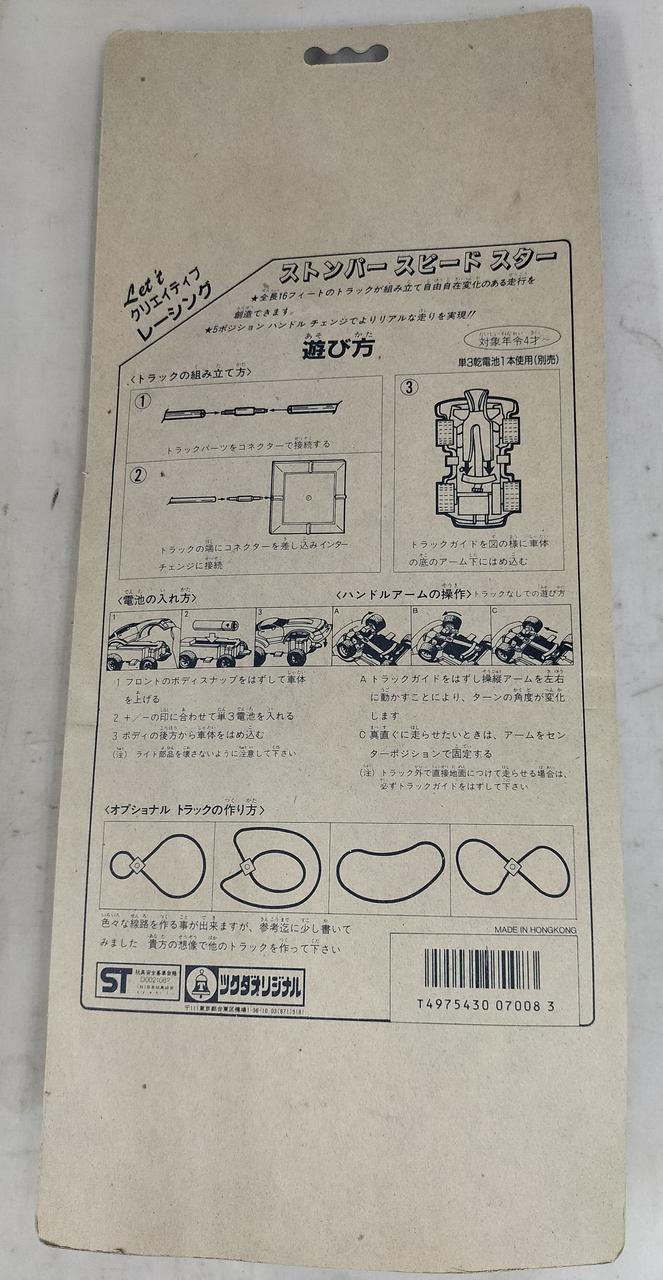 Let's
クリエイティブ
レーシング
ストンパー スピード スター
★全長16フィートのトラックが組み立て自由自在変化のある走行を
創造できます。
★5ポジション ハンドル チェンジでよりリアルな走りを実現!!
遊び方
対象年令4才〜
単3乾電池1本使用(別売)
〈トラックの組み立て方〉
①
トラックパーツをコネクターで接続する
②
トラックの端にコネクターを差し込みインター
チェンジに接続
③
トラックガイドを図の様に車体
の底のアーム下にはめ込む
〈電池の入れ方〉
1 2 3
1 フロントのボディスナップをはずして車体
を上げる
2 +/−の印に合わせて単3電池を入れる
3 ボディの後方から車体をはめ込む
(注) ライト部品を壊さないように注意して下さい
〈ハンドルアームの操作〉トラックなしでの遊び方
A B C
A トラックガイドをはずし操縦アームを左右
に動かすことにより、ターンの角度が変化
します
C 真直ぐに走らせたいときは、アームをセン
ターポジションで固定する
(注) トラック外で直接地面につけて走らせる場合は、
必ずトラックガイドをはずして下さい
〈オプショナル トラックの作り方〉
色々な線路を作る事が出来ますが、参考迄に少し書いて
みました 貴方の想像で他のトラックを作って下さい
MADE IN HONGKONG
ST
玩具安全基準合格
ツクダオリジナル
T4975430 07008 3